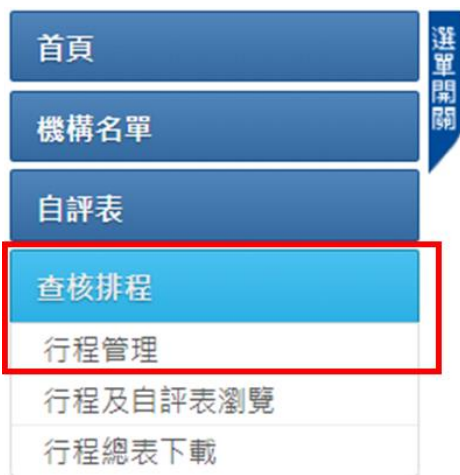 首頁
選單開關
機構名單
自評表
查核排程
行程管理
行程及自評表瀏覽
行程總表下載